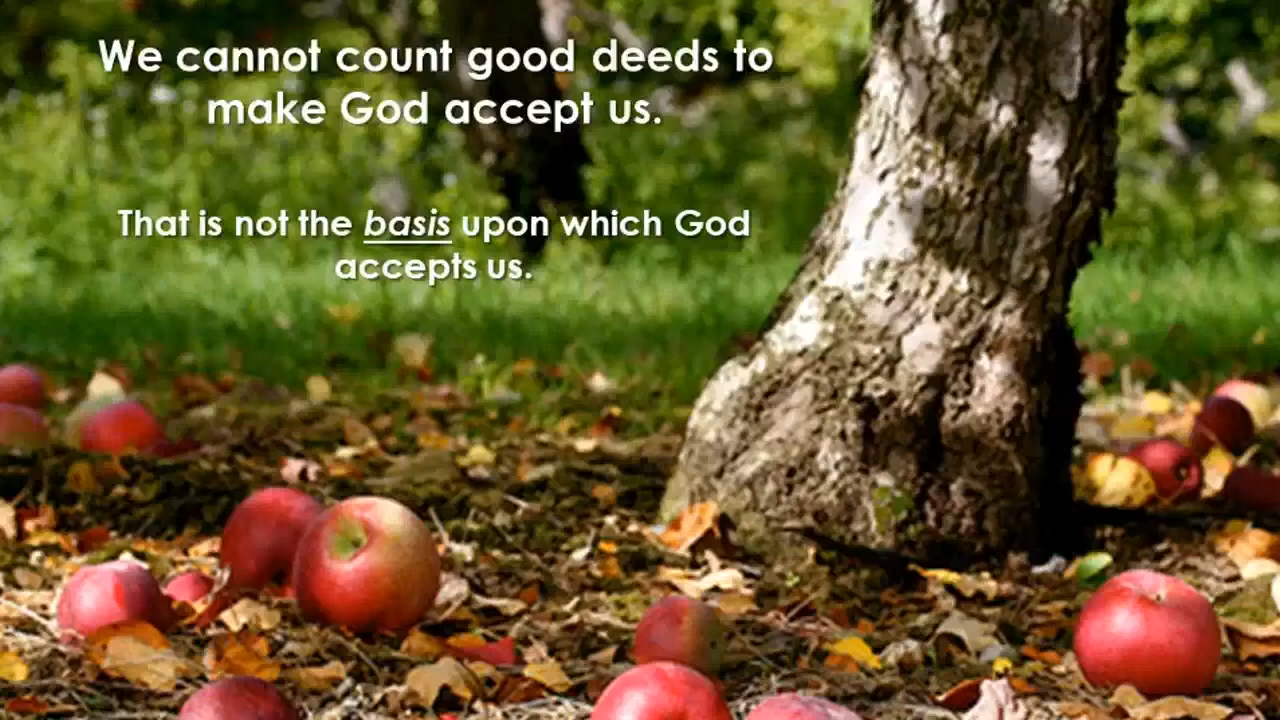 We cannot count good deeds to
make God accept us.
That is not the basis upon which God
accepts us.